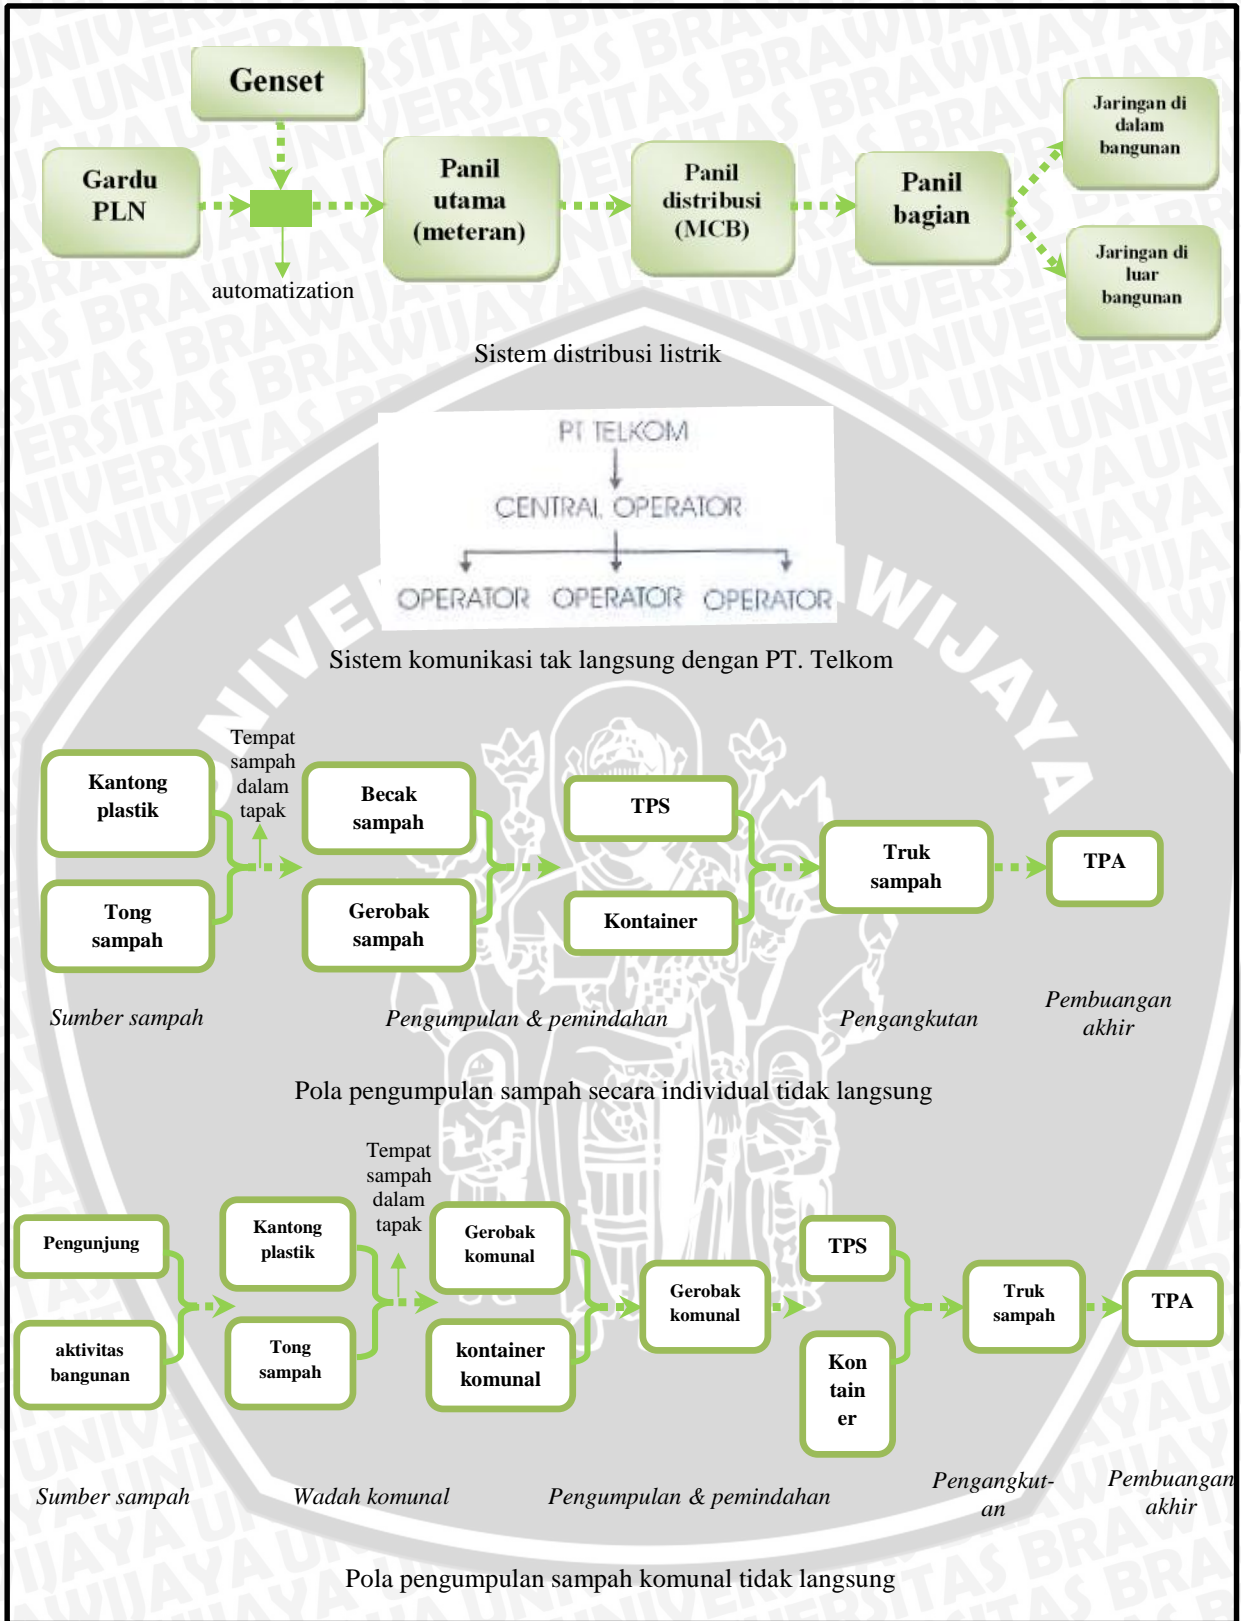 Genset
Gardu
PLN
automatization
Panil
utama
(meteran)
Panil
distribusi
(MCB)
Panil
bagian
Jaringan di
dalam
bangunan
Jaringan di
luar
bangunan
Sistem distribusi listrik
PT TELKOM
CENTRAL OPERATOR
OPERATOR OPERATOR OPERATOR
Sistem komunikasi tak langsung dengan PT. Telkom
Kantong
plastik
Tong
sampah
Tempat
sampah
dalam
tapak
Becak
sampah
Gerobak
sampah
TPS
Kontainer
Truk
sampah
TPA
Sumber sampah
Pengumpulan & pemindahan
Pengangkutan
Pembuangan
akhir
Pola pengumpulan sampah secara individual tidak langsung
Pengunjung
aktivitas
bangunan
Kantong
plastik
Tong
sampah
Tempat
sampah
dalam
tapak
Gerobak
komunal
kontainer
komunal
Gerobak
komunal
TPS
Kon
tain
er
Truk
sampah
TPA
Sumber sampah
Wadah komunal
Pengumpulan & pemindahan
Pengangkut-
an
Pembuangan
akhir
Pola pengumpulan sampah komunal tidak langsung
UNIVERSITAS BRAWIJAYA